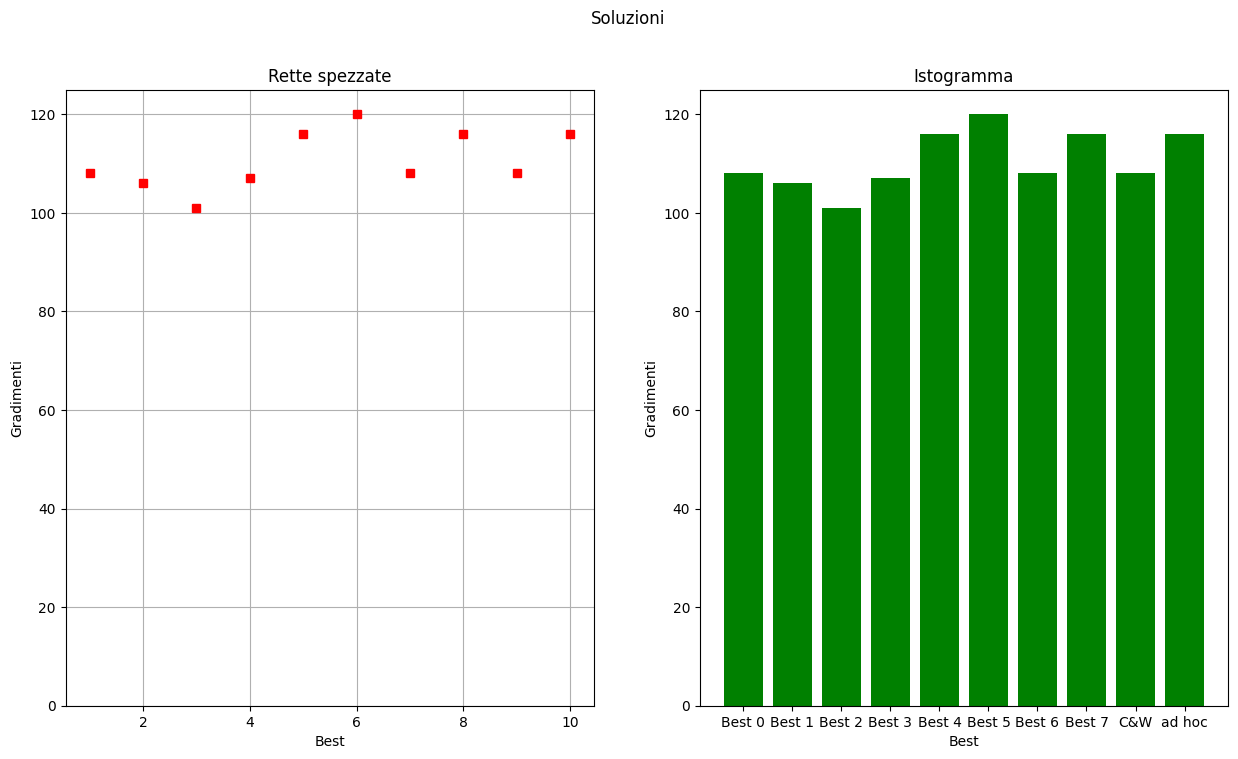 Soluzioni
Rette spezzate
120
100
80
60
40
20
0
Gradimenti
2 4 6 8 10
Best
Istogramma
120
100
80
60
40
20
0
Gradimenti
Best 0 Best 1 Best 2 Best 3 Best 4 Best 5 Best 6 Best 7 C&W ad hoc
Best